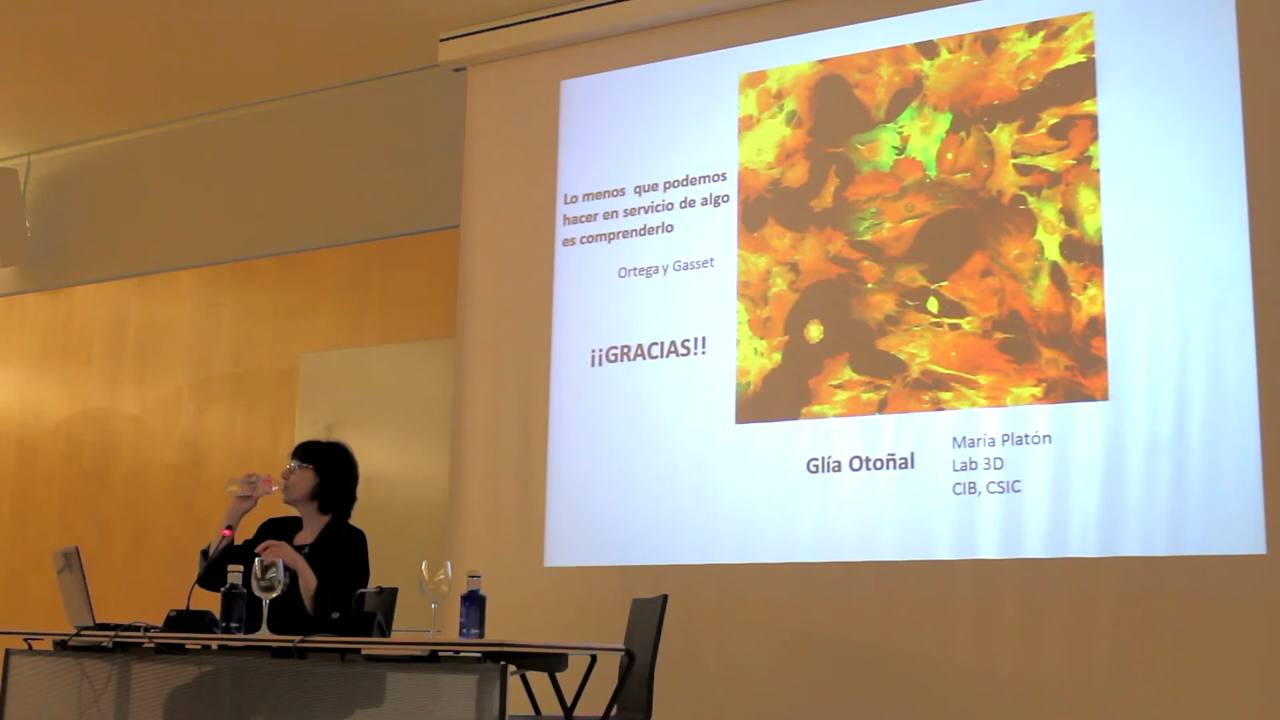 Lo menos que podemos
hacer en servicio de algo
es comprenderlo
Ortega y Gasset
¡¡GRACIAS!!
Glía Otoñal
María Platón
Lab 3D
CIB, CSIC